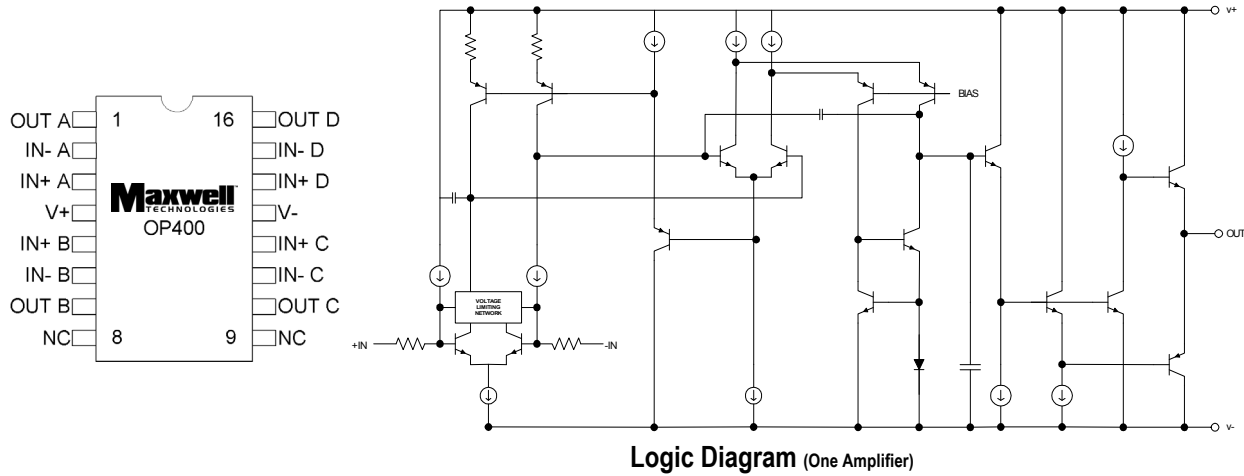 OUT A 1 16 OUT D
IN- A IN- D
IN+ A IN+ D
Maxwell
TECHNOLOGIES
V+ V-
OP400
IN+ B IN+ C
IN- B IN- C
OUT B OUT C
NC 8 9 NC
V+
BIAS
OUT
VOLTAGE
LIMITING
NETWORK
+IN -IN
V-
Logic Diagram (One Amplifier)